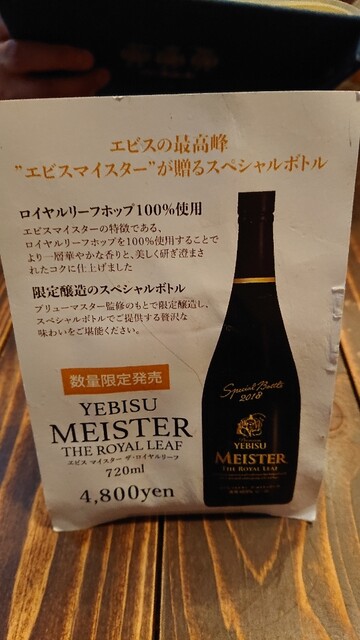 エビスの最高峰
”エビスマイスター”が贈るスペシャルボトル
ロイヤルリーフホップ100%使用
エビスマイスターの特徴である、
ロイヤルリーフホップを100%使用することで
より一層華やかな香りと、美しく研ぎ澄ま
されたコクに仕上げました
限定醸造のスペシャルボトル
ブリューマスター監修のもとで限定醸造し、
スペシャルボトルでご提供する贅沢な
味わいをご堪能ください。
数量限定発売
YEBISU
MEISTER
THE ROYAL LEAF
エビス マイスター ザ・ロイヤルリーフ
720ml
4,800yen
Special Bottle
2018
YEBISU
MEISTER
THE ROYAL LEAF